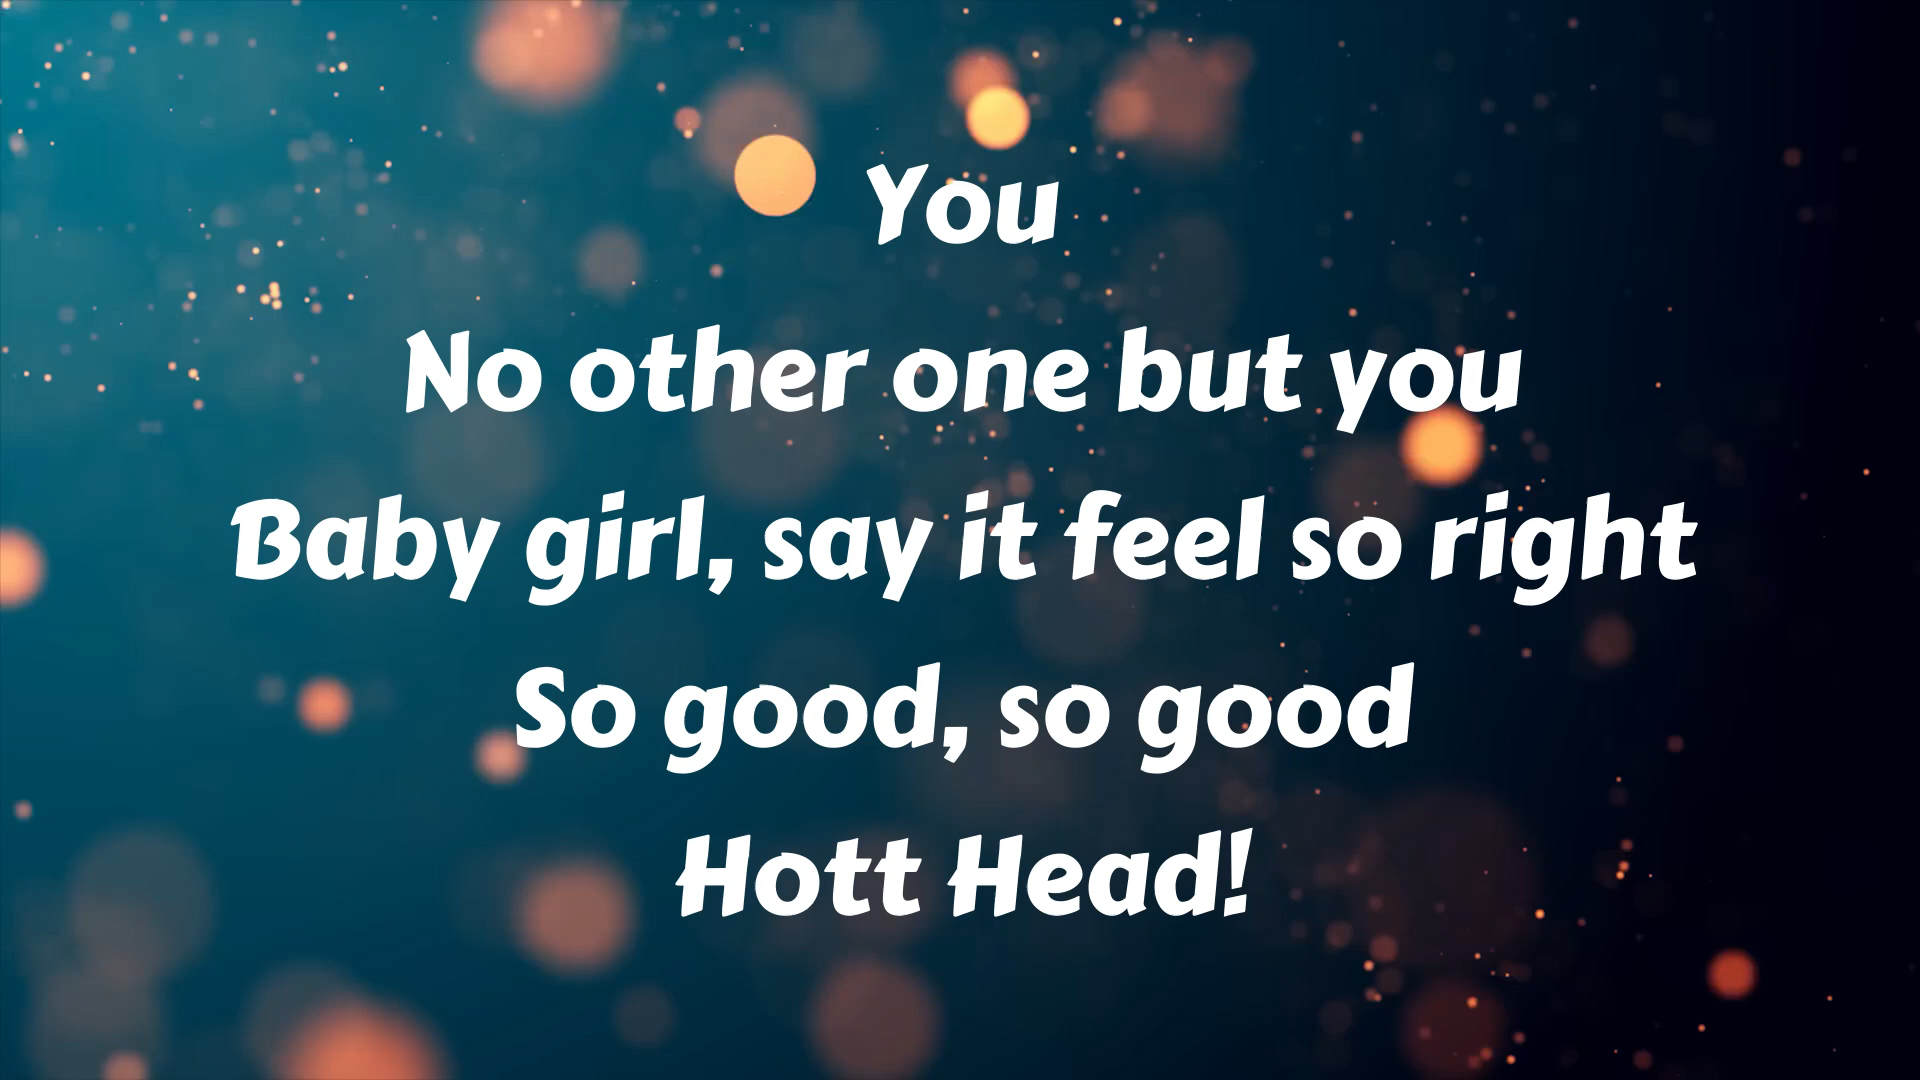 You
No other one but you
Baby girl, say it feel so right
So good, so good
Hott Head!